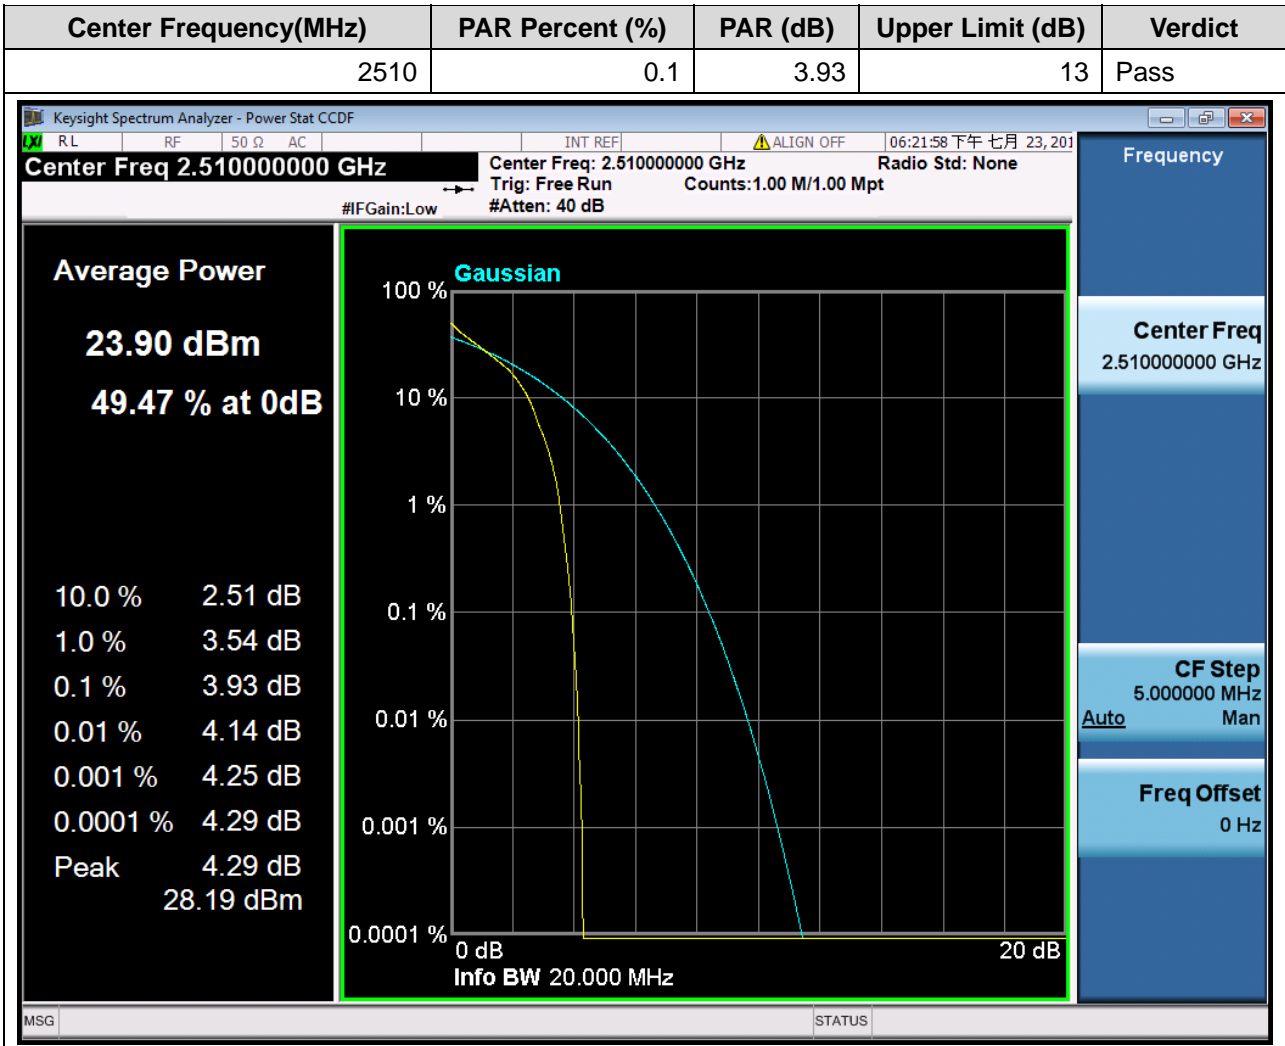 Center Frequency(MHz) PAR Percent (%) PAR (dB) Upper Limit (dB) Verdict
2510 0.1 3.93 13 Pass
Keysight Spectrum Analyzer - Power Stat CCDF
LXI RL RF 50 Ω AC INT REF ALIGN OFF 06:21:58 下午 七月 23, 201
Center Freq 2.510000000 GHz
Center Freq: 2.510000000 GHz Radio Std: None
Trig: Free Run Counts:1.00 M/1.00 Mpt
#IFGain:Low #Atten: 40 dB
Frequency
Average Power
23.90 dBm
49.47 % at 0dB
10.0 % 2.51 dB
1.0 % 3.54 dB
0.1 % 3.93 dB
0.01 % 4.14 dB
0.001 % 4.25 dB
0.0001 % 4.29 dB
Peak 4.29 dB
28.19 dBm
Gaussian
100 %
10 %
1 %
0.1 %
0.01 %
0.001 %
0.0001 %
0 dB 20 dB
Info BW 20.000 MHz
Center Freq
2.510000000 GHz
CF Step
5.000000 MHz
Auto Man
Freq Offset
0 Hz
MSG STATUS